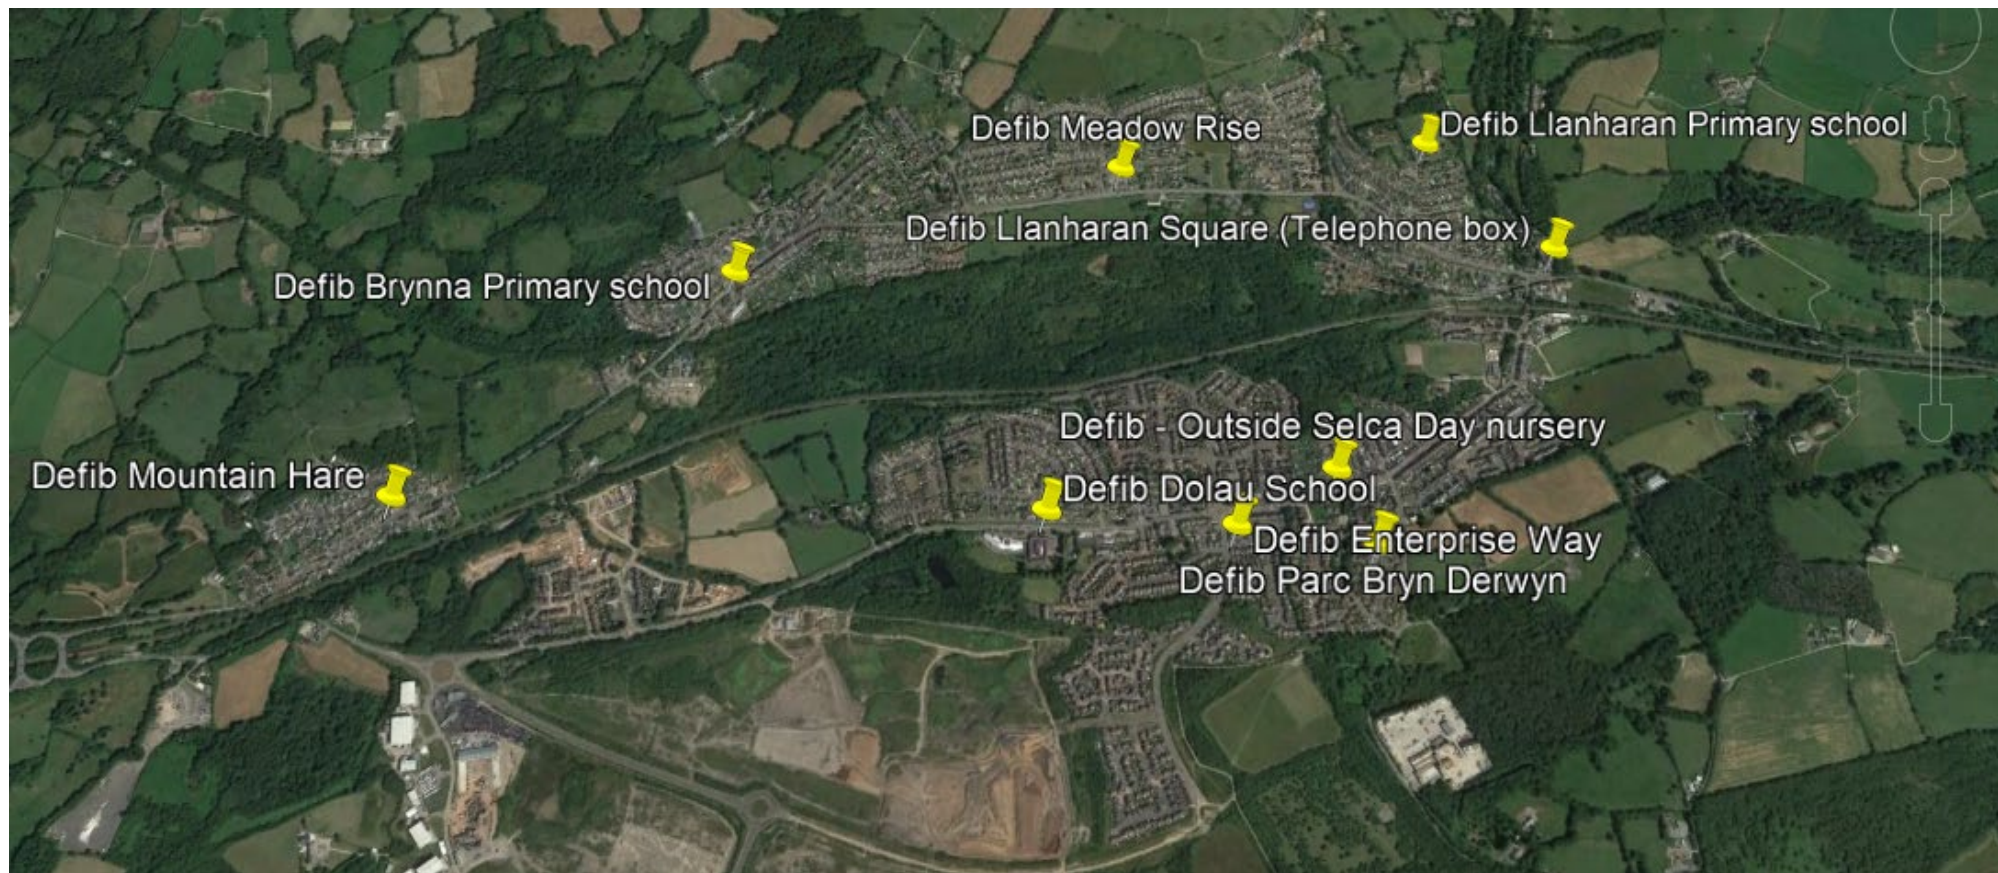 Defib Meadow Rise
Defib Llanharan Primary school
Defib Llanharan Square (Telephone box)
Defib Brynna Primary school
Defib - Outside Selca Day nursery
Defib Mountain Hare
Defib Dolau School
Defib Enterprise Way
Defib Parc Bryn Derwyn